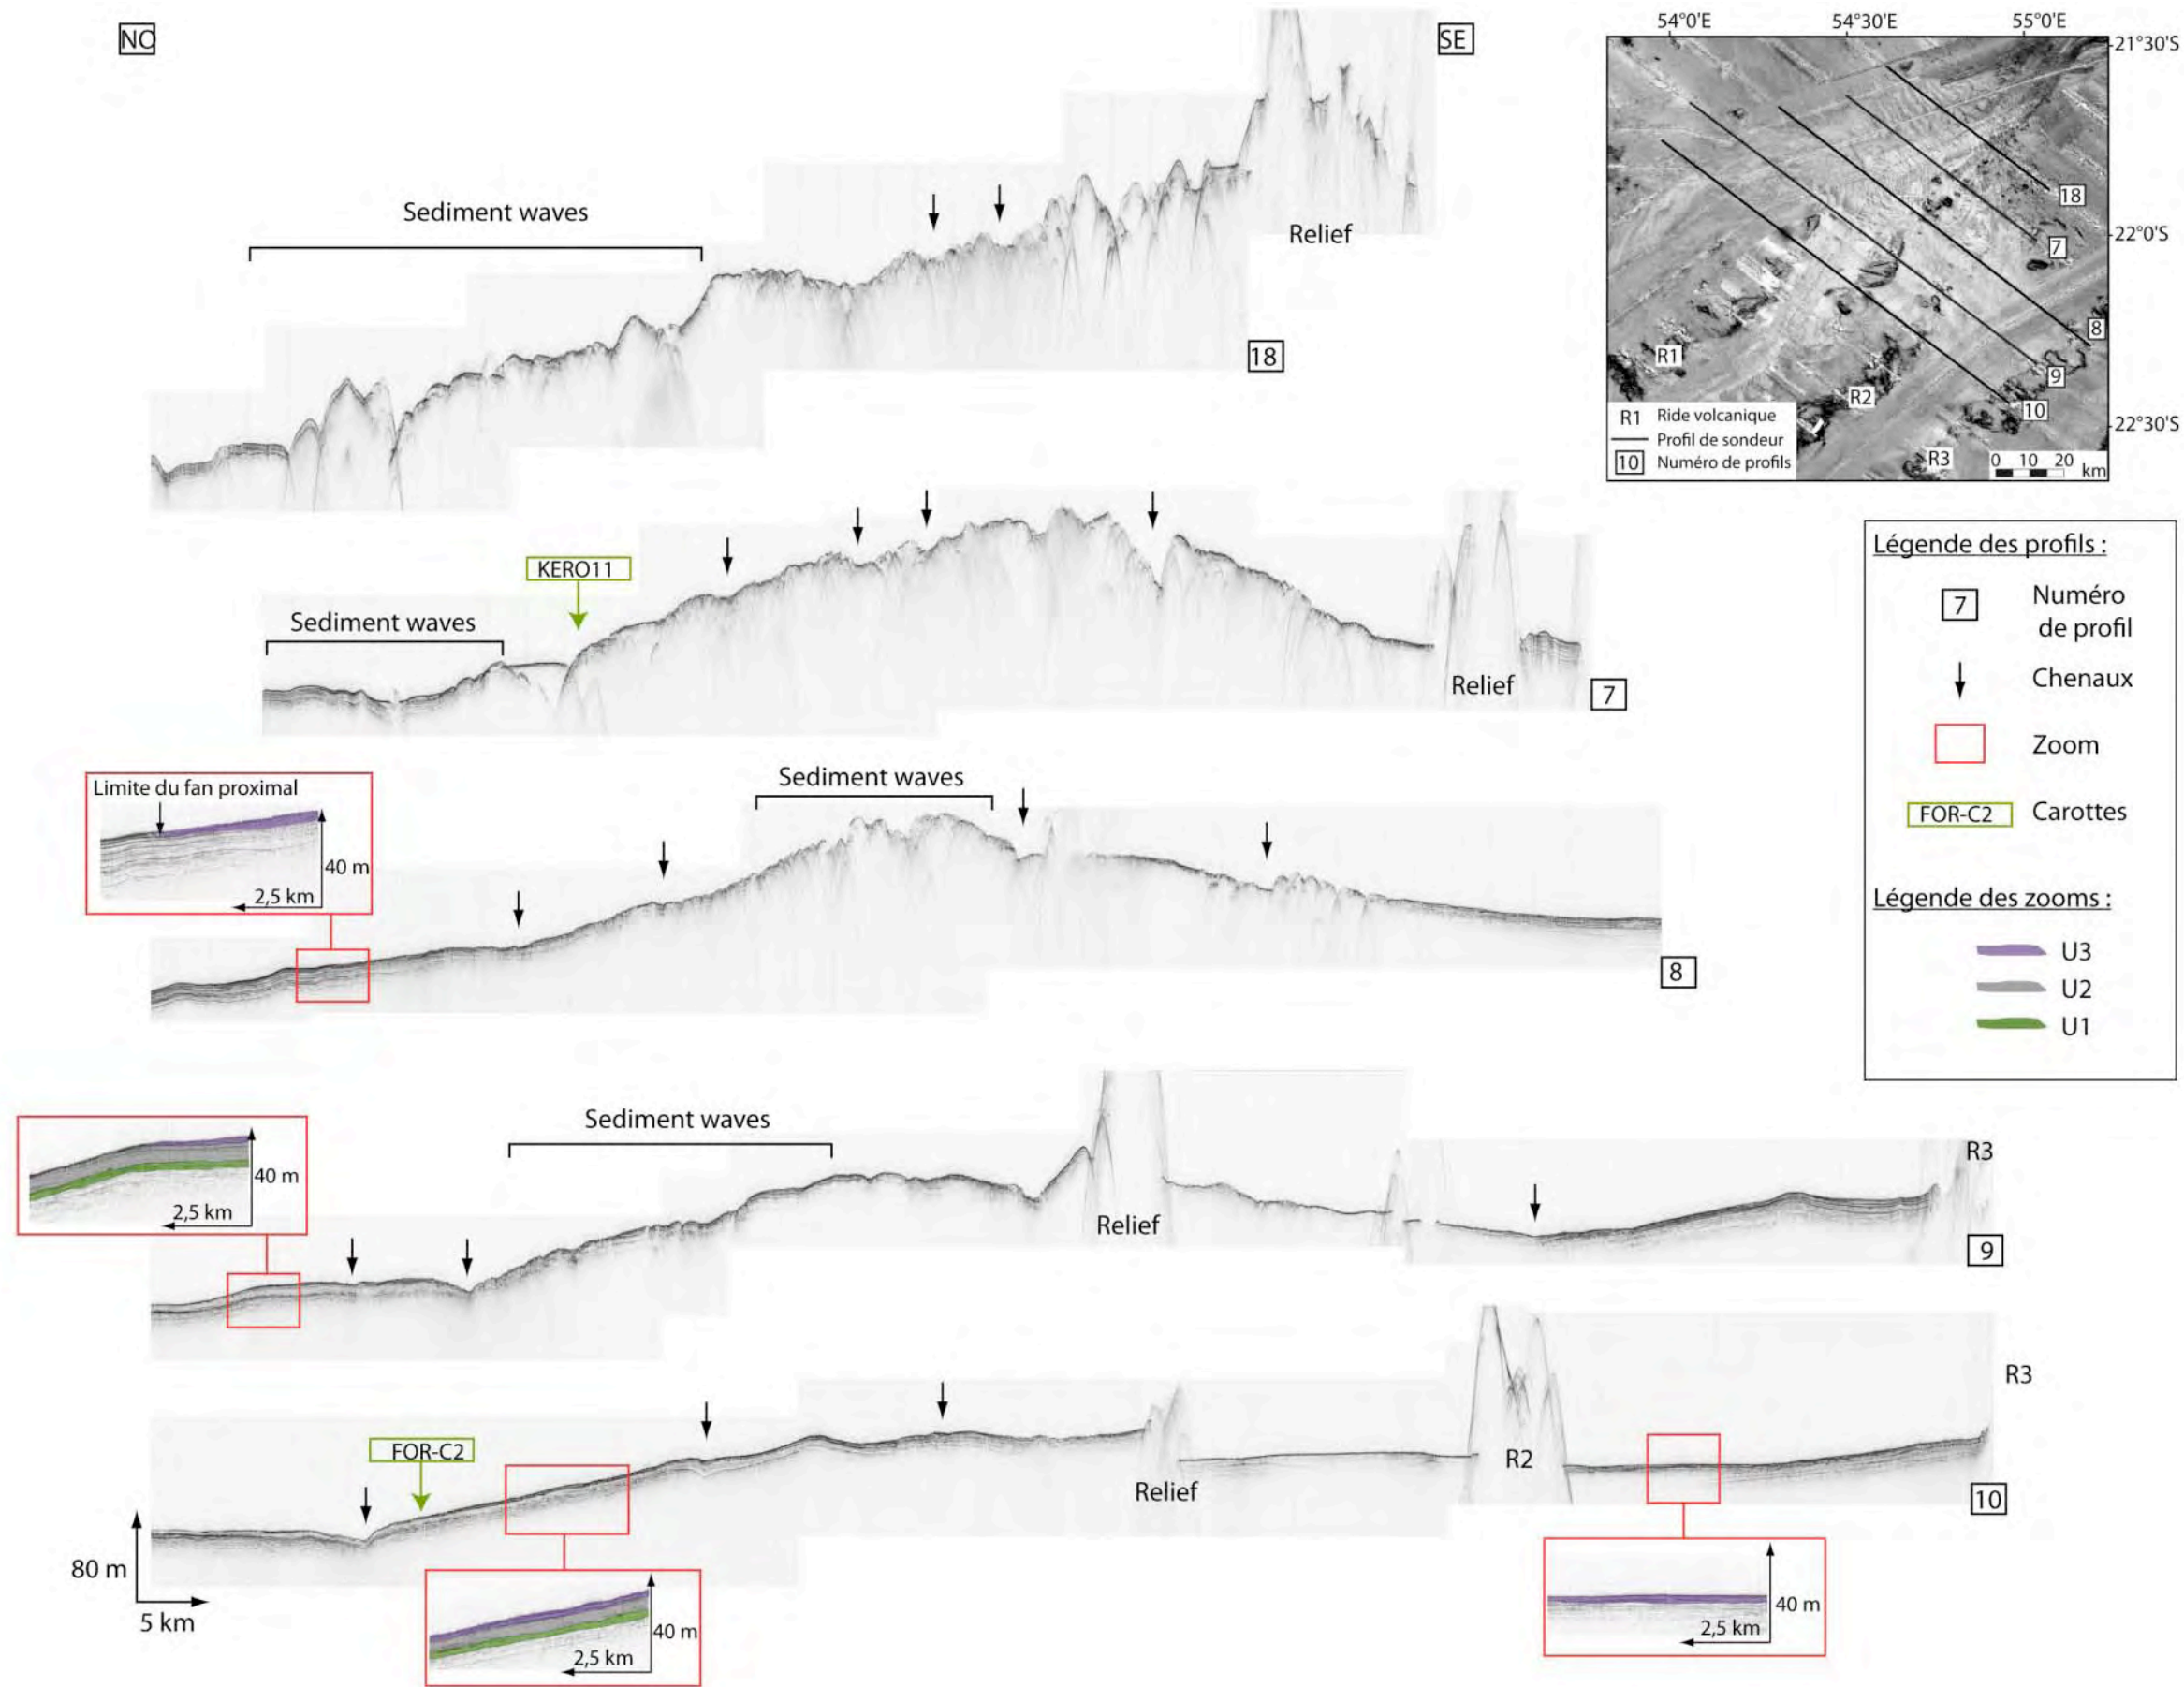 NO
SE
54°0'E
54°30'E
55°0'E
21°30'S
22°0'S
22°30'S
18
7
8
9
10
R1
R2
R3
R1 Ride volcanique
Profil de sondeur
10 Numéro de profils
0 10 20 km
Sediment waves
Relief
18
KERO11
Sediment waves
Relief
7
Limite du fan proximal
40 m
2,5 km
Sediment waves
8
Légende des profils :
7 Numéro
de profil
Chenaux
Zoom
FOR-C2 Carottes
Légende des zooms :
U3
U2
U1
40 m
2,5 km
Sediment waves
Relief
R3
9
FOR-C2
Relief
R2
R3
10
80 m
5 km
40 m
2,5 km
40 m
2,5 km